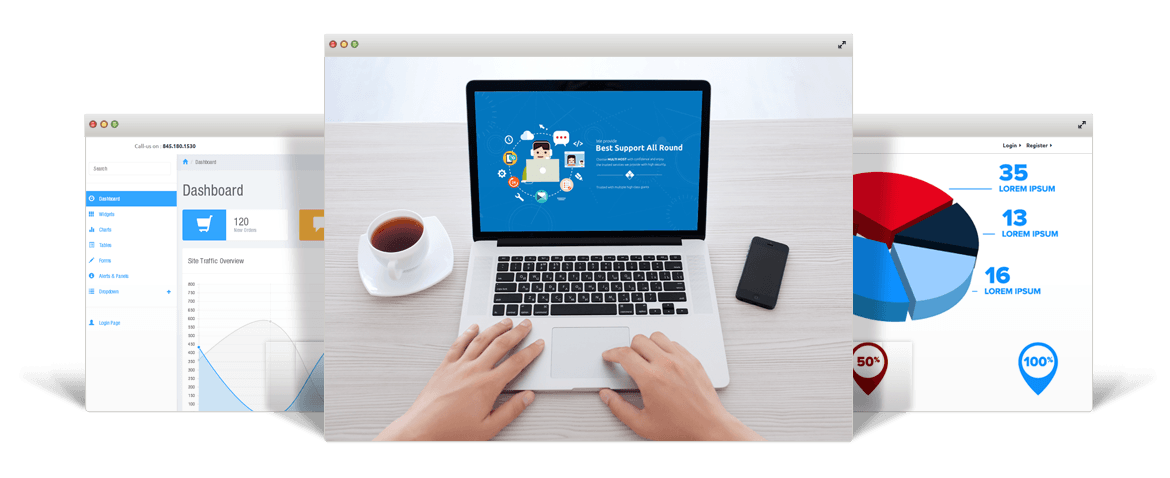 Call-us on : 845.180.1530
Search
Dashboard
Widgets
Charts
Tables
Forms
Alerts & Panels
Dropdown +
Login Page
Dashboard
Dashboard
120
New Orders
Site Traffic Overview
800
750
700
650
600
550
500
450
400
350
300
250
200
150
100
We provide
Best Support All Round
Login
Register
35
LOREM IPSUM
13
LOREM IPSUM
16
LOREM IPSUM
50%
100%